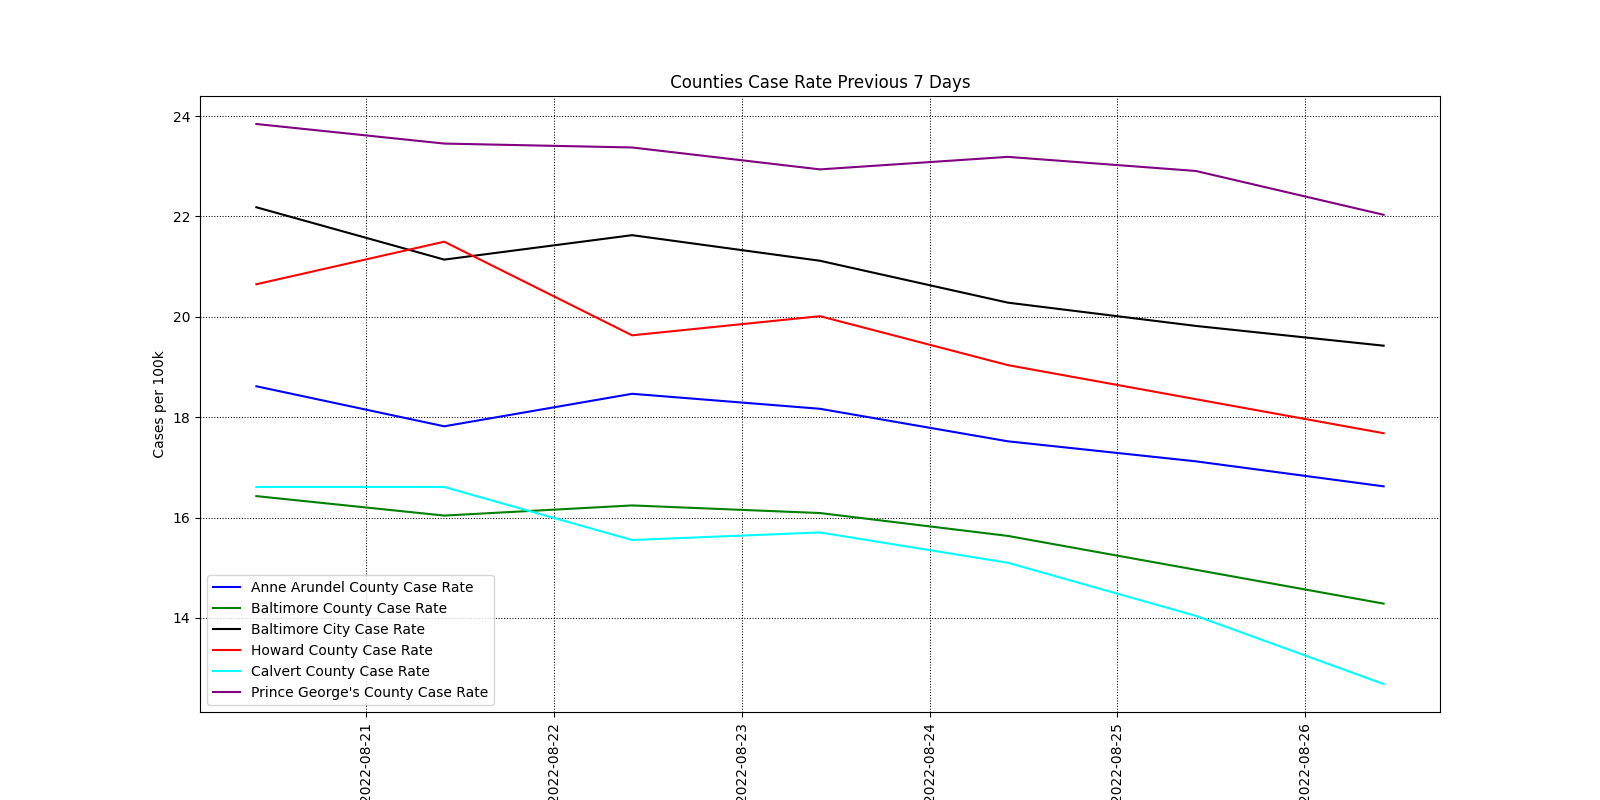 Counties Case Rate Previous 7 Days
Cases per 100k
24
22
20
18
16
14
Anne Arundel County Case Rate
Baltimore County Case Rate
Baltimore City Case Rate
Howard County Case Rate
Calvert County Case Rate
Prince George's County Case Rate
2022-08-21
2022-08-22
2022-08-23
2022-08-24
2022-08-25
2022-08-26